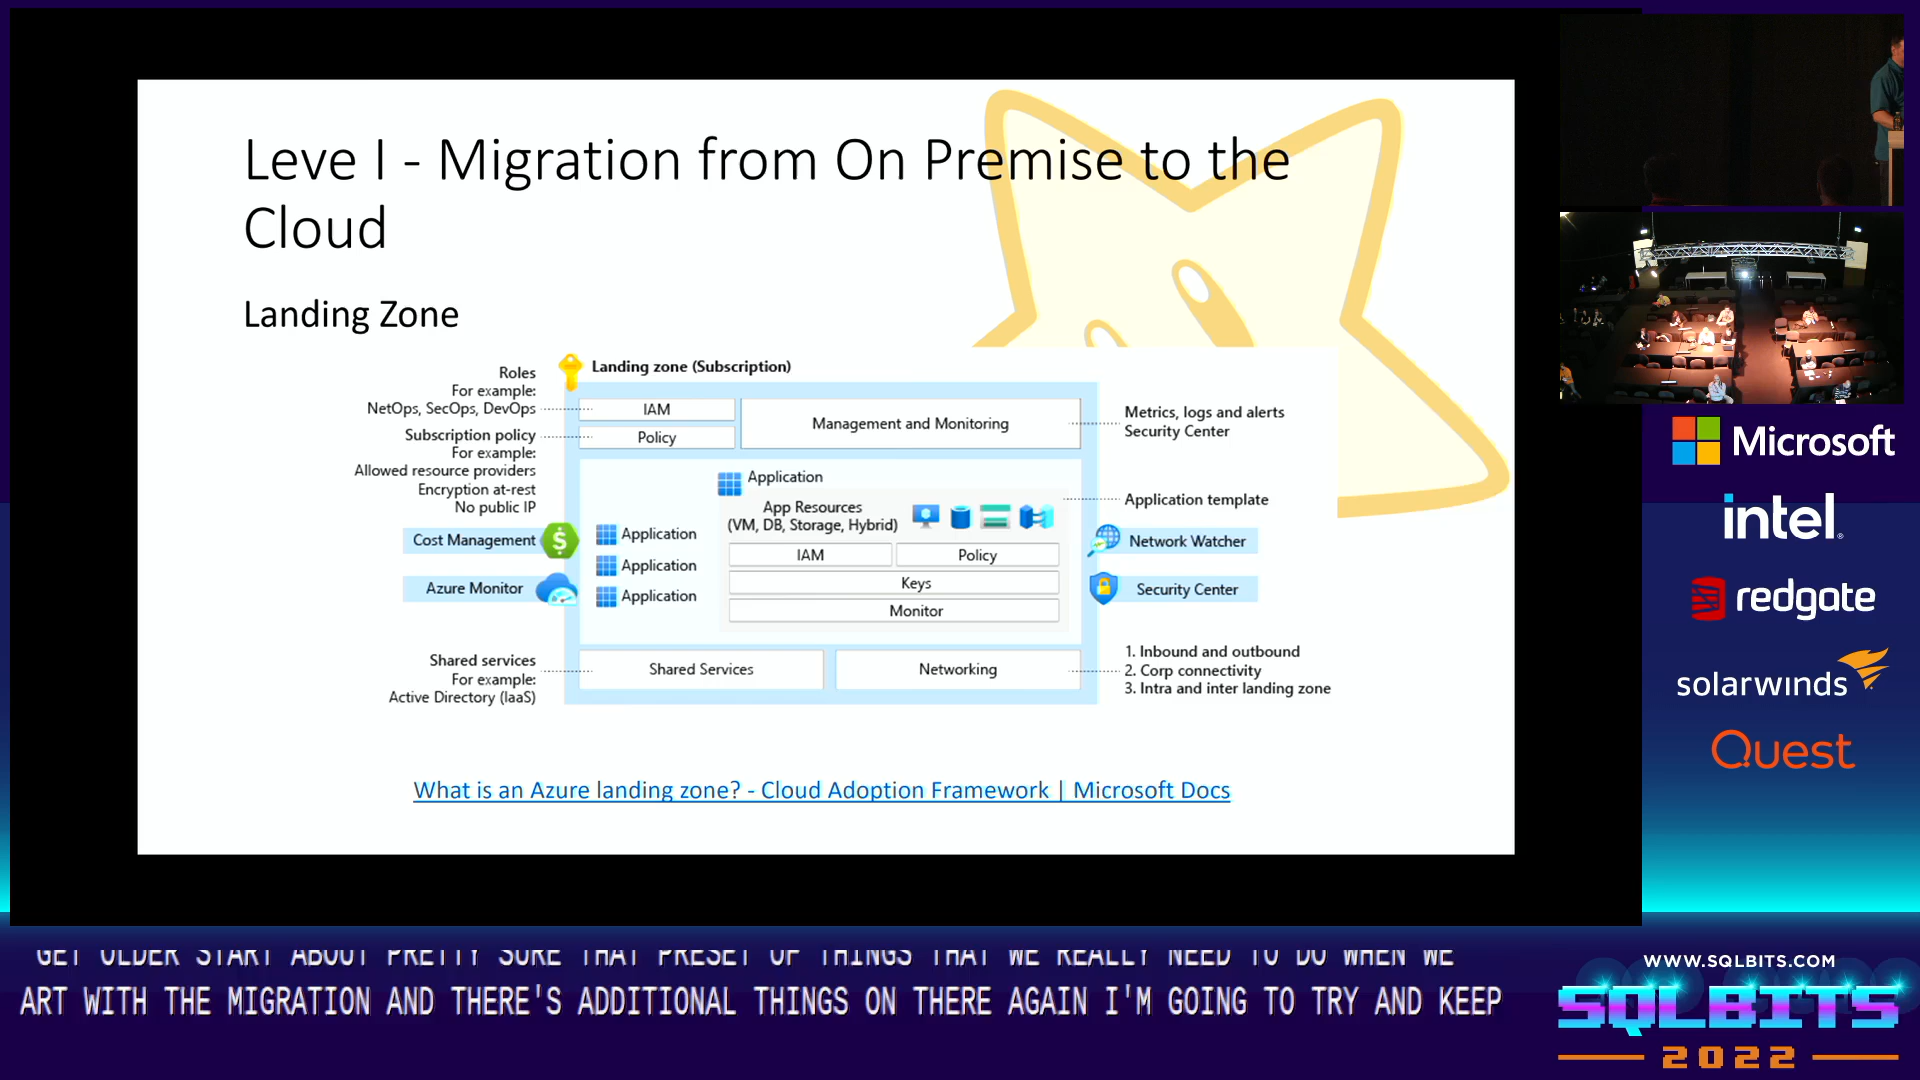 Leve I - Migration from On Premise to the
Cloud
Landing Zone
Landing zone (Subscription)
Roles
For example:
NetOps, SecOps, DevOps
Subscription policy
For example:
Allowed resource providers
Encryption at-rest
No public IP
Cost Management
Azure Monitor
Shared services
For example:
Active Directory (IaaS)
IAM
Policy
Management and Monitoring
Application
App Resources
(VM, DB, Storage, Hybrid)
IAM
Policy
Keys
Monitor
Application
Application
Application
Shared Services
Networking
Metrics, logs and alerts
Security Center
Application template
Network Watcher
Security Center
1. Inbound and outbound
2. Corp connectivity
3. Intra and inter landing zone
What is an Azure landing zone? - Cloud Adoption Framework | Microsoft Docs
Microsoft
intel.
redgate
solarwinds
Quest
GET OLDER START ABOUT PRETTY SURE THAT PRESET OF THINGS THAT WE REALLY NEED TO DO WHEN WE
ART WITH THE MIGRATION AND THERE'S ADDITIONAL THINGS ON THERE AGAIN I'M GOING TO TRY AND KEEP
WWW.SQLBITS.COM
SQLBITS
2022